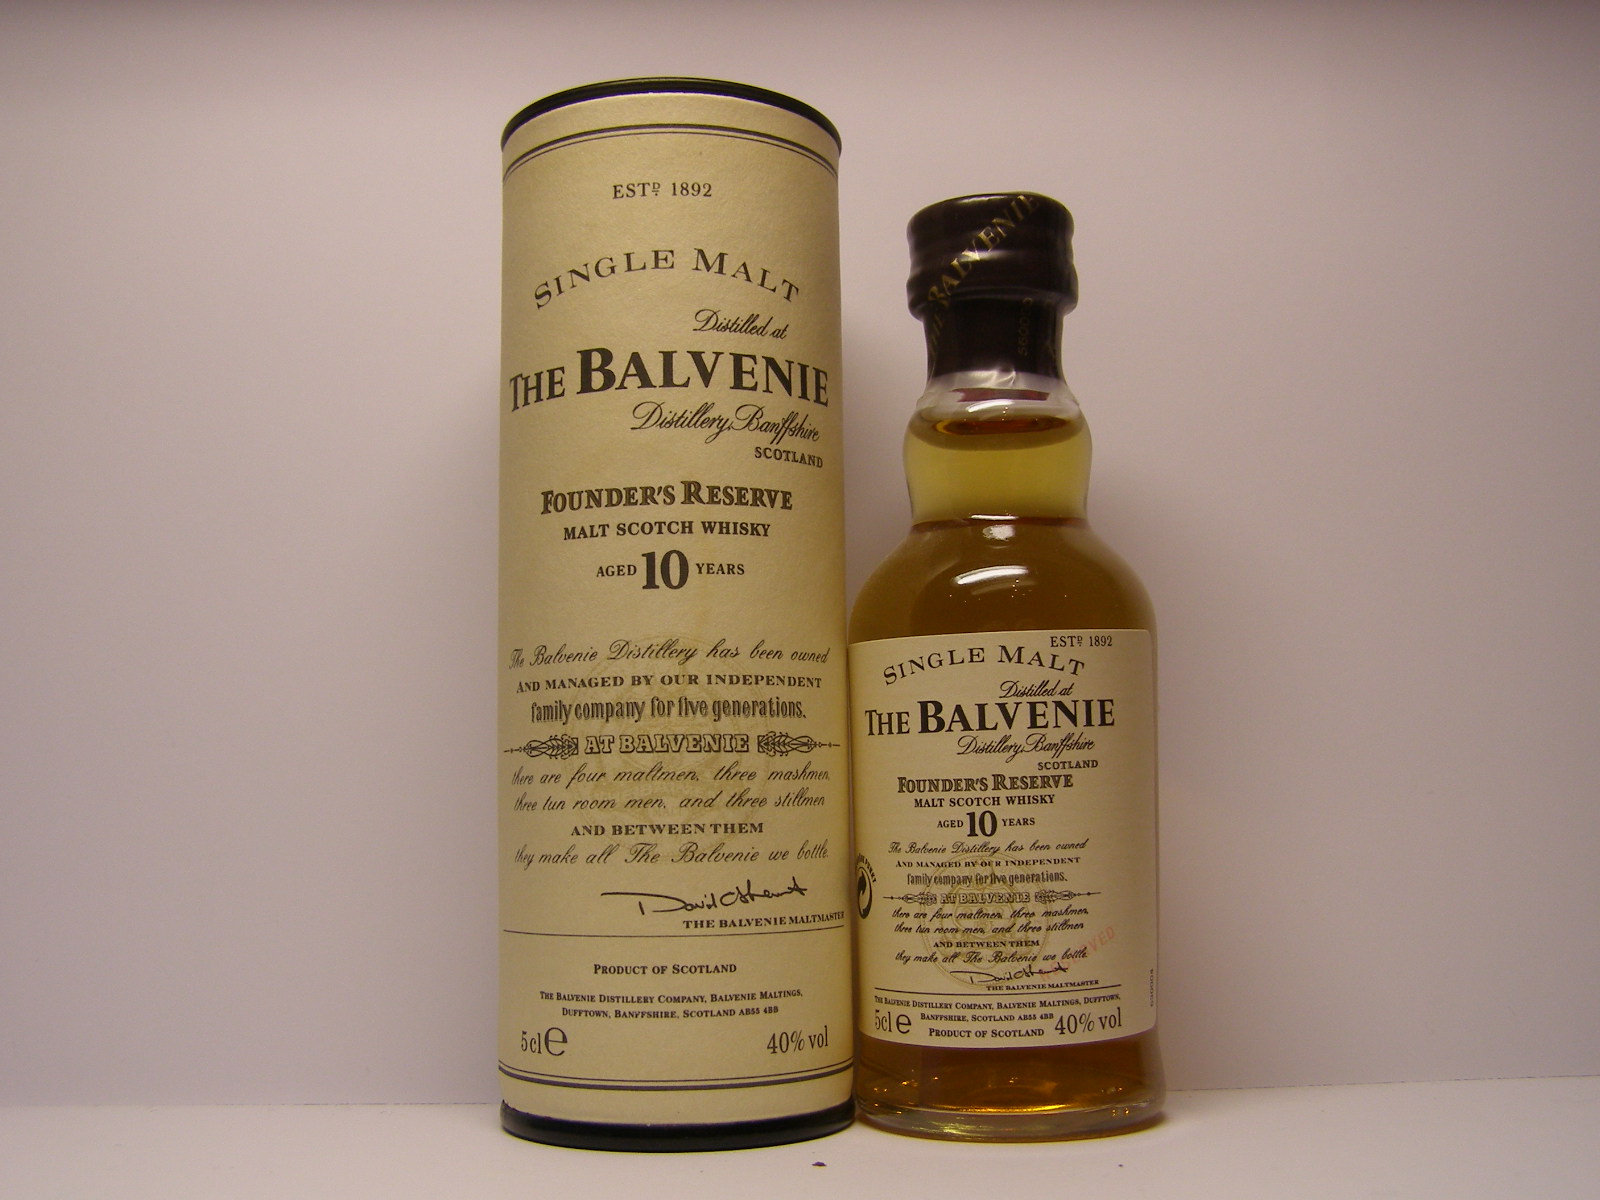 ESTD 1892
SINGLE MALT
Distilled at
THE BALVENIE
Distillery, Banffshire
SCOTLAND
FOUNDER'S RESERVE
MALT SCOTCH WHISKY
AGED 10 YEARS
The Balvenie Distillery has been owned
AND MANAGED BY OUR INDEPENDENT
family company for five generations.
AT BALVENIE
there are four maltmen, three mashmen,
three tun room men, and three stillmen
AND BETWEEN THEM
they make all The Balvenie we bottle.
David C Stewart
THE BALVENIE MALTMASTER
PRODUCT OF SCOTLAND
THE BALVENIE DISTILLERY COMPANY, BALVENIE MALTINGS,
DUFFTOWN, BANFFSHIRE, SCOTLAND AB55 4BB
5cl e 40% vol
THE BALVENIE
ESTD 1892
SINGLE MALT
Distilled at
THE BALVENIE
Distillery, Banffshire
SCOTLAND
FOUNDER'S RESERVE
MALT SCOTCH WHISKY
AGED 10 YEARS
The Balvenie Distillery has been owned
AND MANAGED BY OUR INDEPENDENT
family company for five generations.
AT BALVENIE
there are four maltmen, three mashmen,
three tun room men, and three stillmen
AND BETWEEN THEM
they make all The Balvenie we bottle.
David C Stewart
THE BALVENIE MALTMASTER
THE BALVENIE DISTILLERY COMPANY, BALVENIE MALTINGS, DUFFTOWN,
BANFFSHIRE, SCOTLAND AB55 4BB
5cl e PRODUCT OF SCOTLAND 40% vol